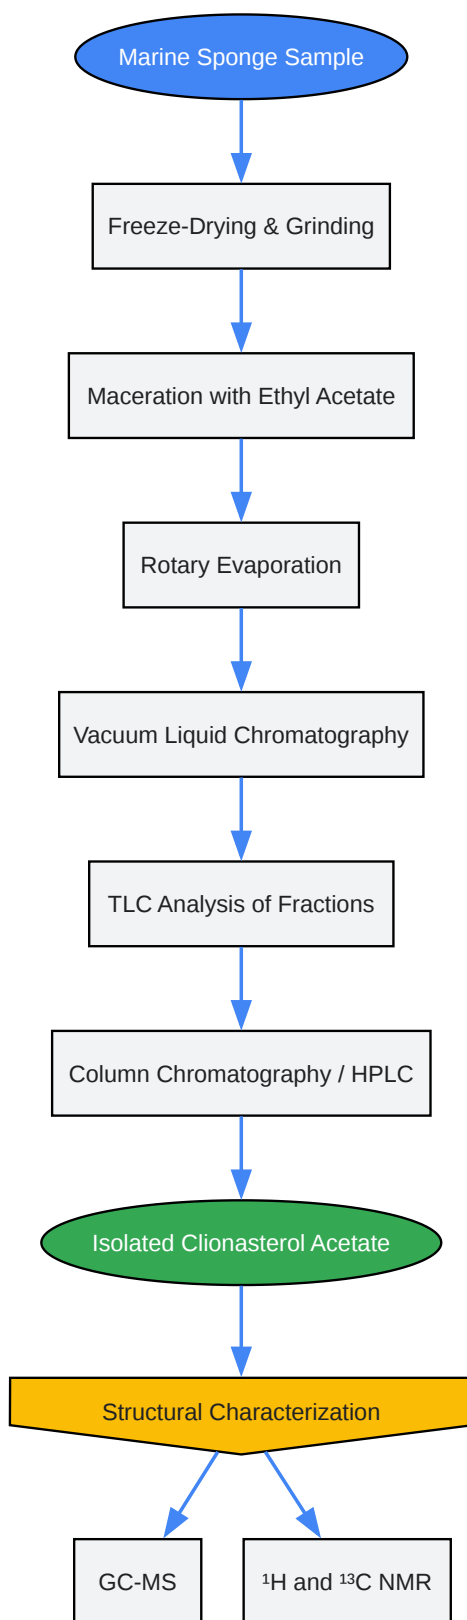 Marine Sponge Sample
Freeze-Drying & Grinding
Maceration with Ethyl Acetate
Rotary Evaporation
Vacuum Liquid Chromatography
TLC Analysis of Fractions
Column Chromatography / HPLC
Isolated Clionasterol Acetate
Structural Characterization
GC-MS
¹H and ¹³C NMR